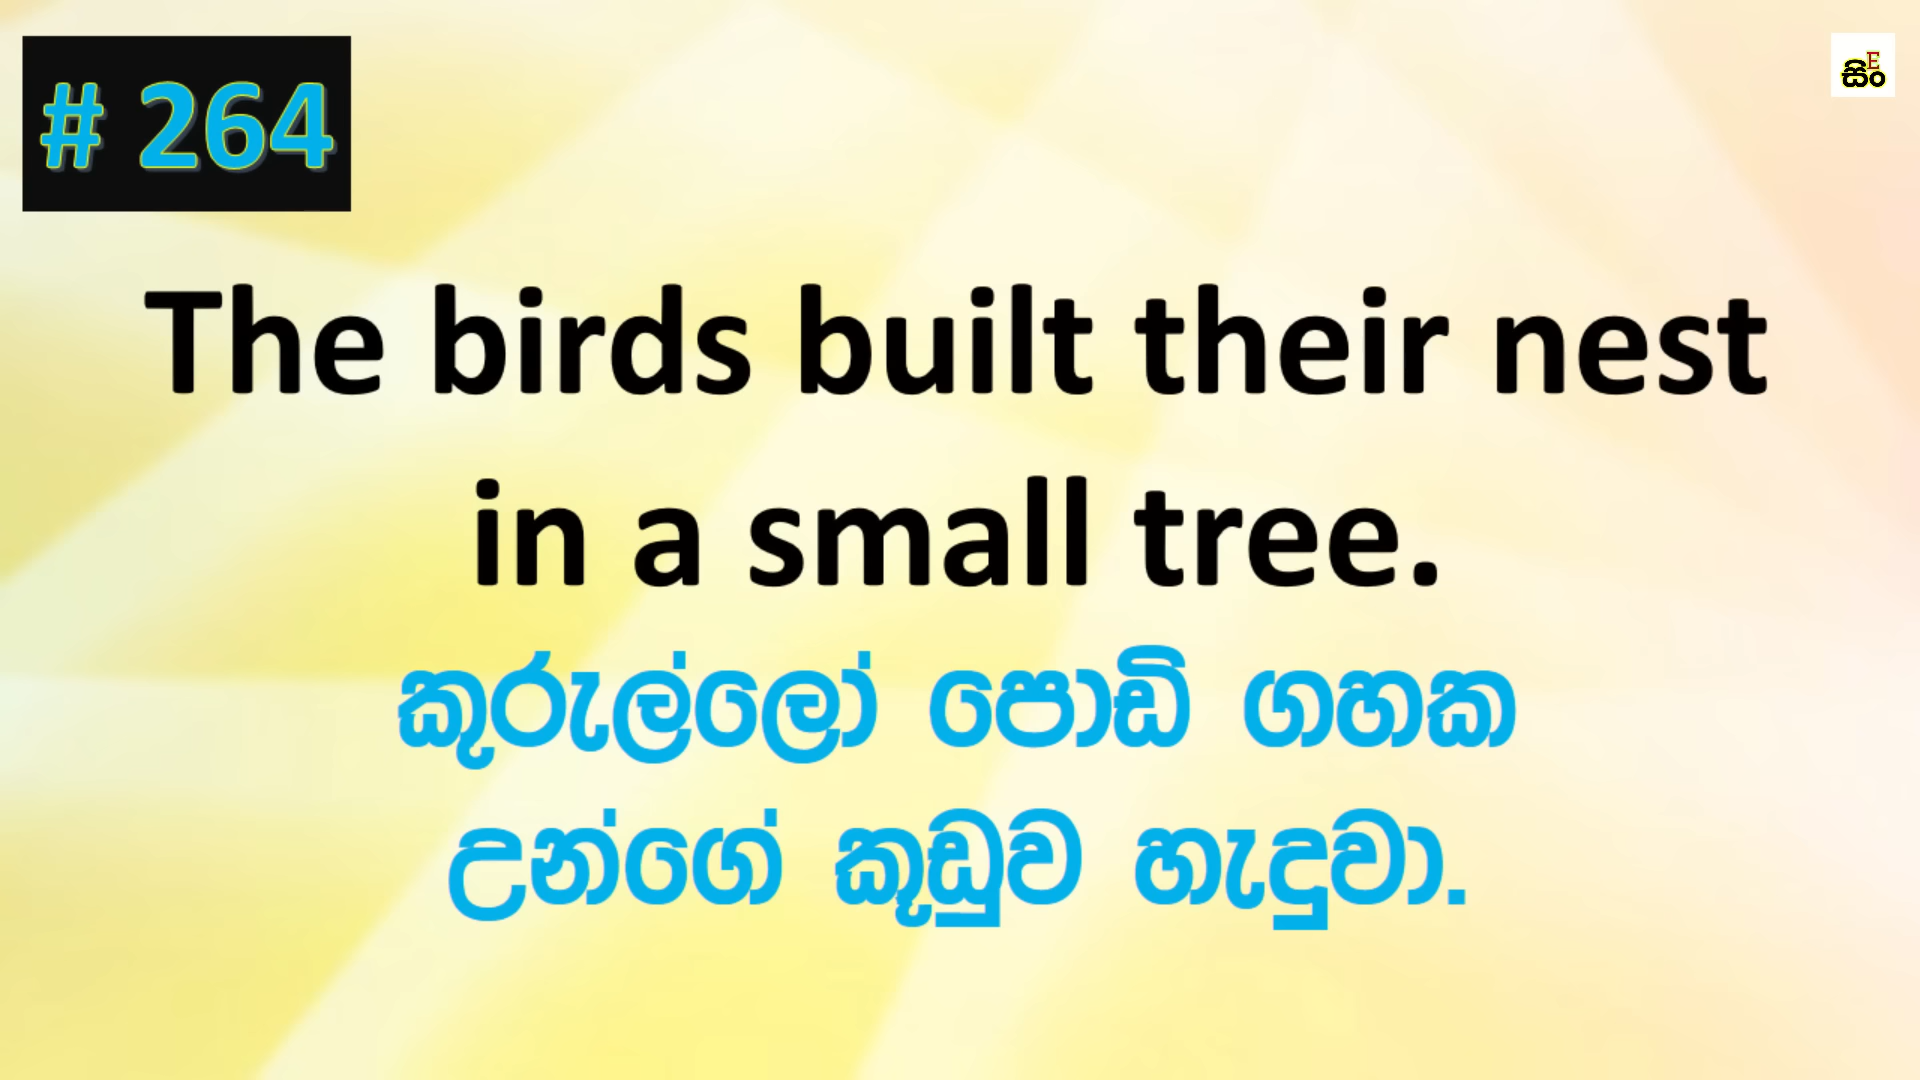 # 264
සිං
E
The birds built their nest
in a small tree.
කුරුල්ලෝ පොඩි ගහක
උන්ගේ කූඩුව හැදුවා.